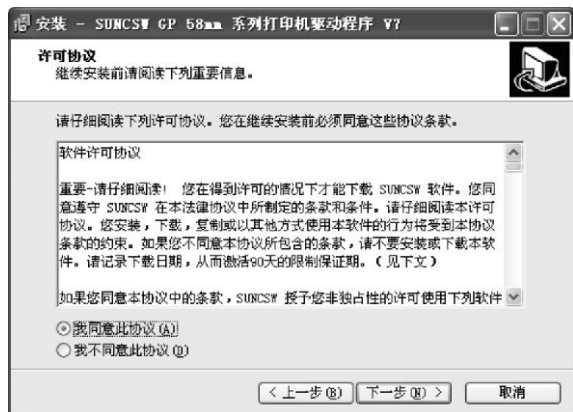 安装 - SUNCSW GP 58mm 系列打印机驱动程序 V7
许可协议
继续安装前请阅读下列重要信息。
请仔细阅读下列许可协议。您在继续安装前必须同意这些协议条款。
软件许可协议
重要-请仔细阅读! 您在得到许可的情况下才能下载 SUNCSW 软件。您同
意遵守 SUNCSW 在本法律协议中所制定的条款和条件。请仔细阅读本许可
协议。您安装，下载，复制或以其他方式使用本软件的行为将受到本协议
条款的约束。如果您不同意本协议所包含的条款，请不要安装或下载本软
件。请记录下载日期，从而激活90天的限制保证期。(见下文)
如果您同意本协议中的条款，SUNCSW 授予您非独占性的许可使用下列软件
我同意此协议(A)
我不同意此协议(D)
< 上一步(B)
下一步(N) >
取消